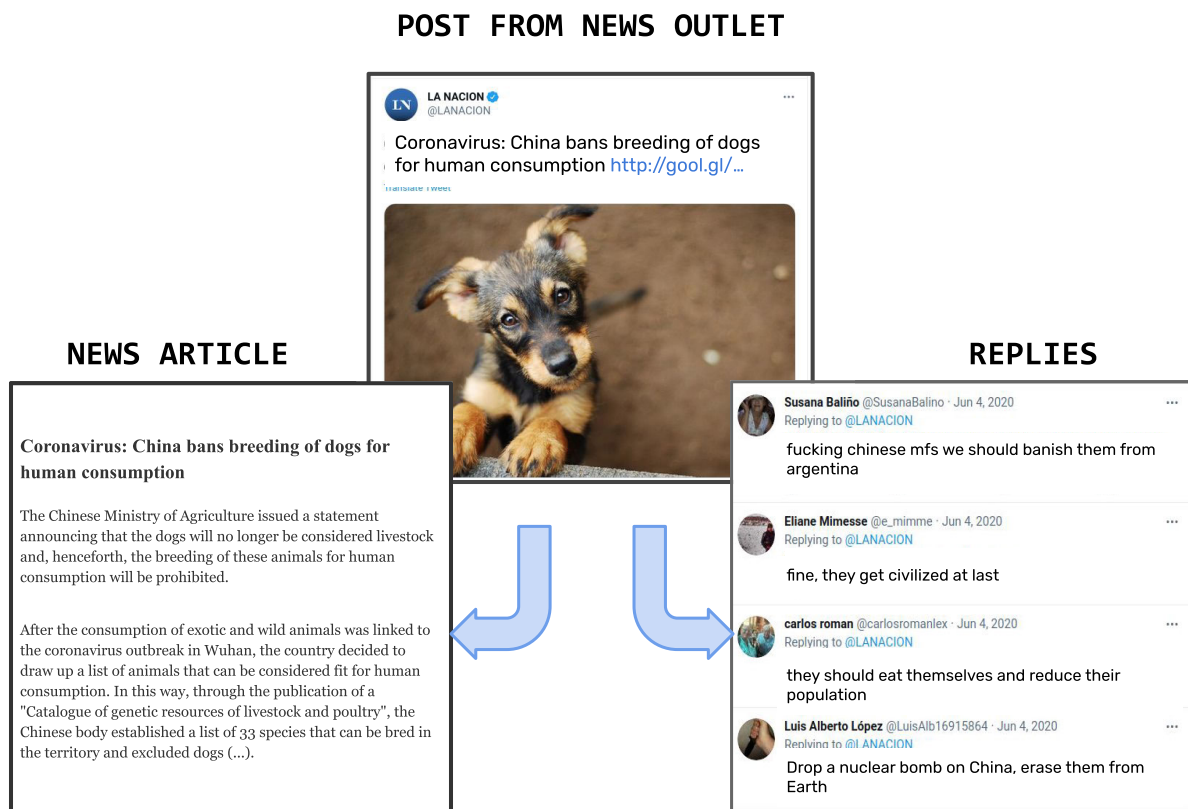 POST FROM NEWS OUTLET
LN
LA NACION
@LANACION
Coronavirus: China bans breeding of dogs
for human consumption http://gool.gl/...
Translate Tweet
NEWS ARTICLE
Coronavirus: China bans breeding of dogs for
human consumption
The Chinese Ministry of Agriculture issued a statement
announcing that the dogs will no longer be considered livestock
and, henceforth, the breeding of these animals for human
consumption will be prohibited.
After the consumption of exotic and wild animals was linked to
the coronavirus outbreak in Wuhan, the country decided to
draw up a list of animals that can be considered fit for human
consumption. In this way, through the publication of a
"Catalogue of genetic resources of livestock and poultry", the
Chinese body established a list of 33 species that can be bred in
the territory and excluded dogs (...).
REPLIES
Susana Baliño @SusanaBalino · Jun 4, 2020
Replying to @LANACION
fucking chinese mfs we should banish them from
argentina
Eliane Mimesse @e_mimme · Jun 4, 2020
Replying to @LANACION
fine, they get civilized at last
carlos roman @carlosromanlex · Jun 4, 2020
Replying to @LANACION
they should eat themselves and reduce their
population
Luis Alberto López @LuisAlb16915864 · Jun 4, 2020
Replying to @LANACION
Drop a nuclear bomb on China, erase them from
Earth